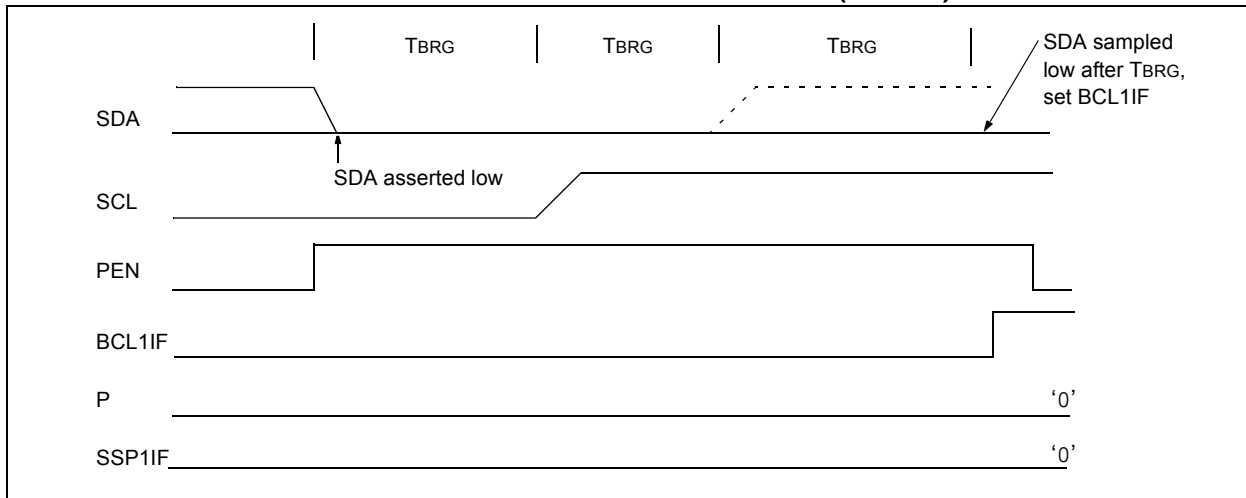 TBRG TBRG TBRG
SDA sampled
low after TBRG,
set BCL1IF
SDA
SDA asserted low
SCL
PEN
BCL1IF
P
‘0’
SSP1IF
‘0’